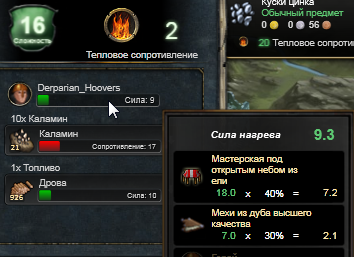 16
Сложность
2
Тепловое сопротивление
Куски цинка
Обычный предмет
0 0 56
20 Тепловое сопроти
Derparian_Hoovers
Сила: 9
10x Каламин
Каламин
21
Сопротивление: 17
1x Топливо
Дрова
926
Сила: 10
Сила нагрева 9.3
Мастерская под
открытым небом из
ели
18.0 x 40% = 7.2
Мехи из дуба высшего
качества
7.0 x 30% = 2.1